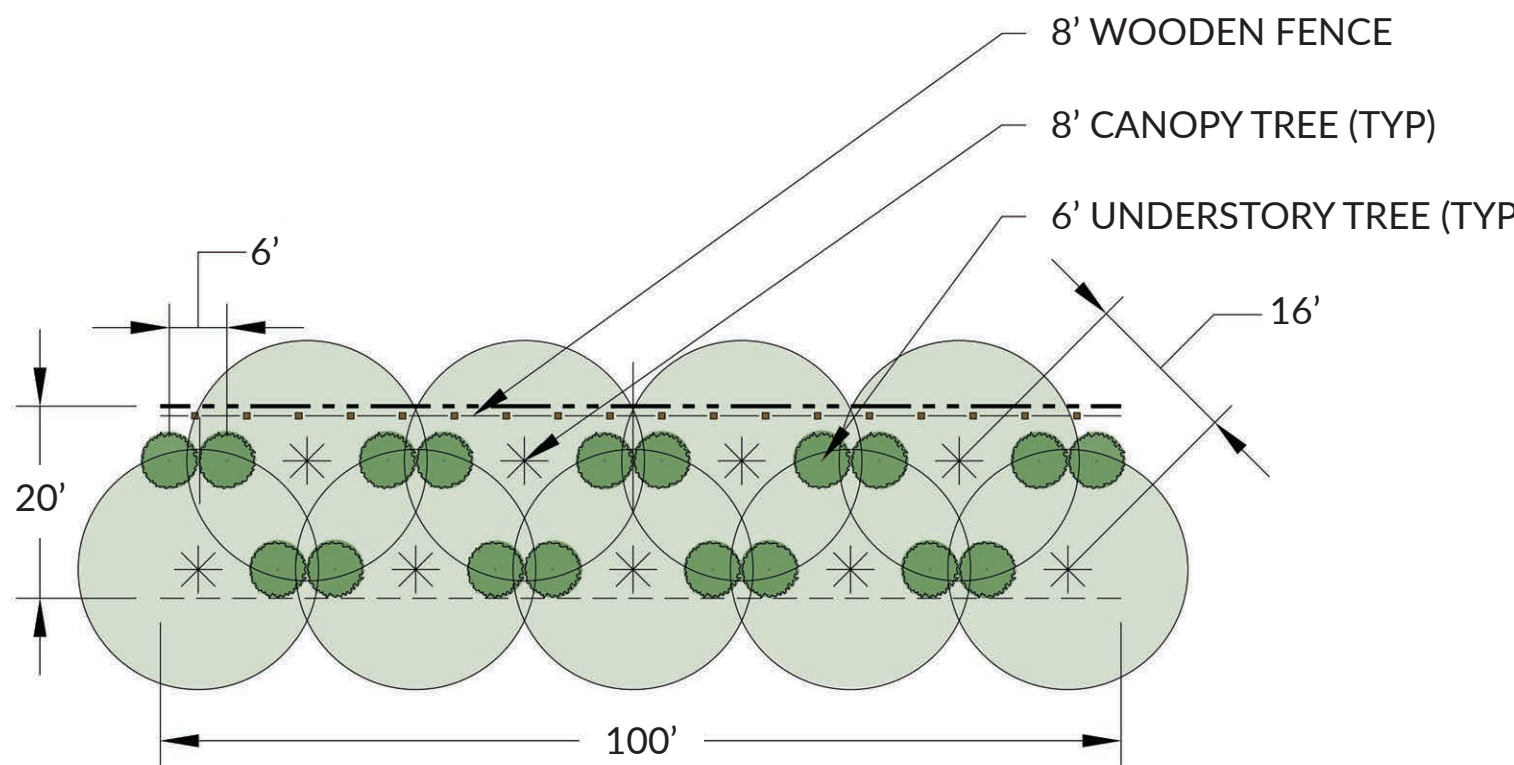 8’ WOODEN FENCE
8’ CANOPY TREE (TYP)
6’ UNDERSTORY TREE (TYP
6’
16’
20’
100’